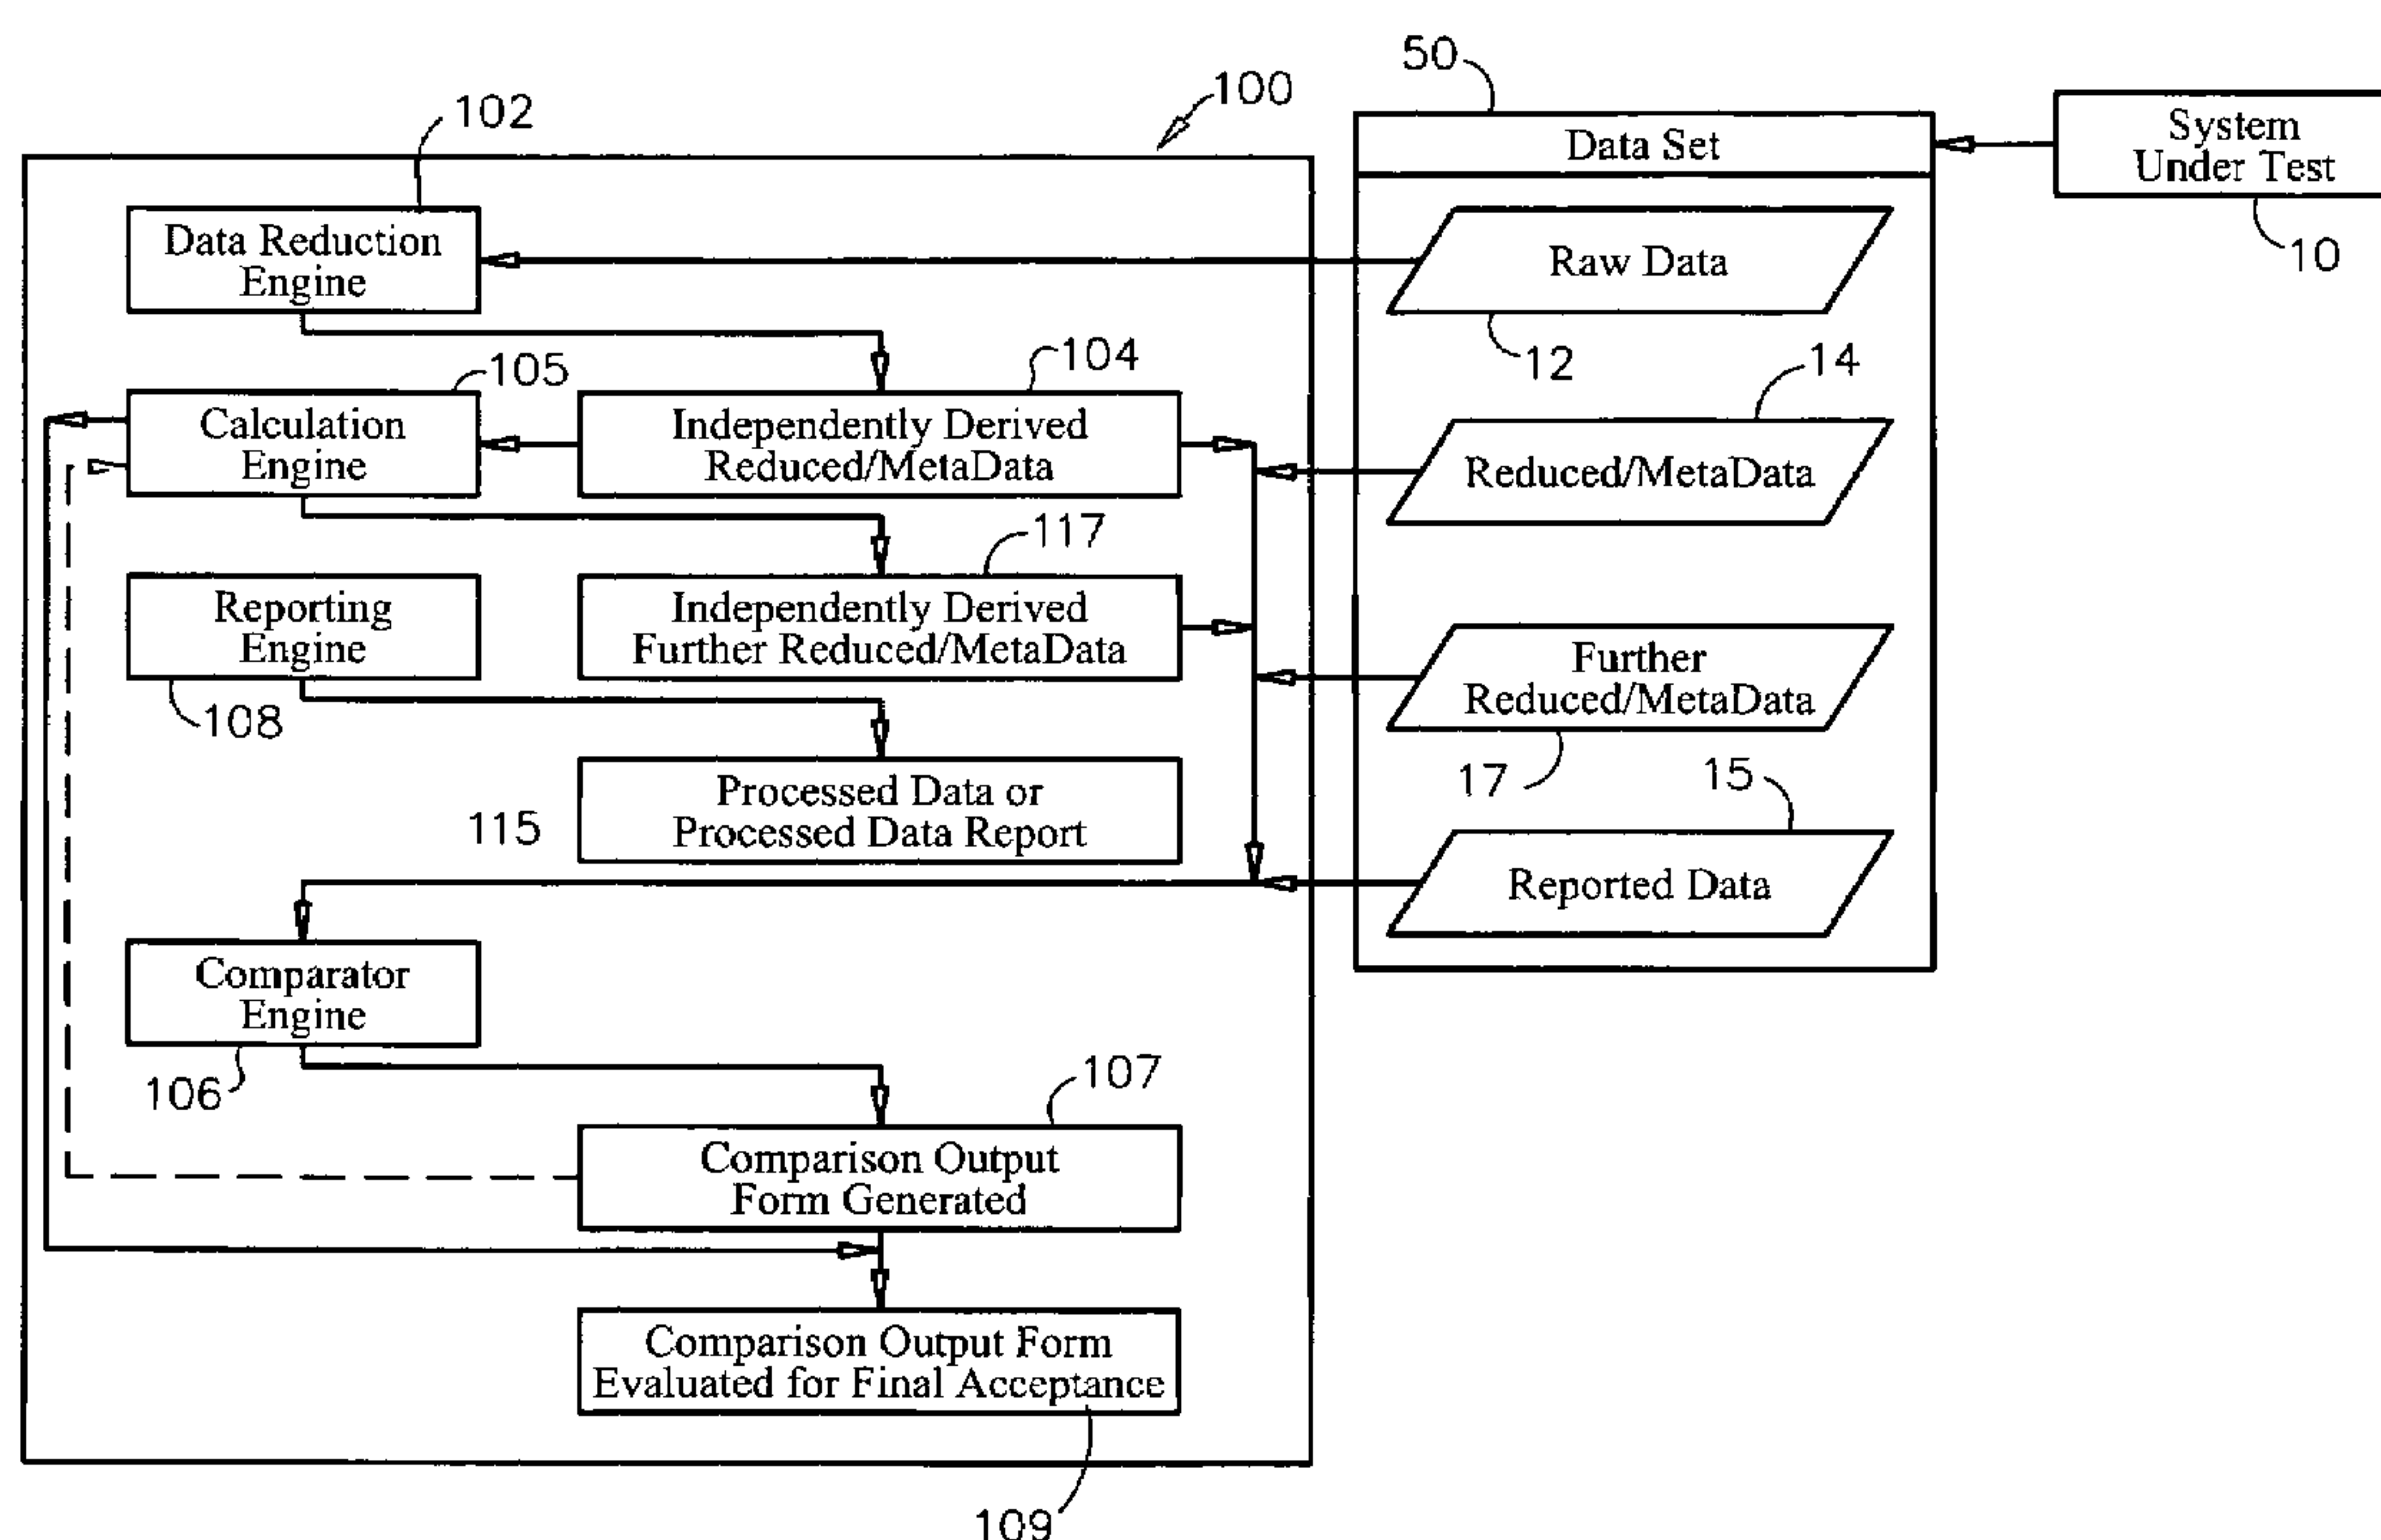 50
100
102
Data Set
System
Under Test
10
Data Reduction
Engine
Raw Data
12
105
104
14
Calculation
Engine
Independently Derived
Reduced/MetaData
Reduced/MetaData
117
Reporting
Engine
108
Independently Derived
Further Reduced/MetaData
Further
Reduced/MetaData
17
15
115
Processed Data or
Processed Data Report
Reported Data
Comparator
Engine
106
107
Comparison Output
Form Generated
Comparison Output Form
Evaluated for Final Acceptance
109